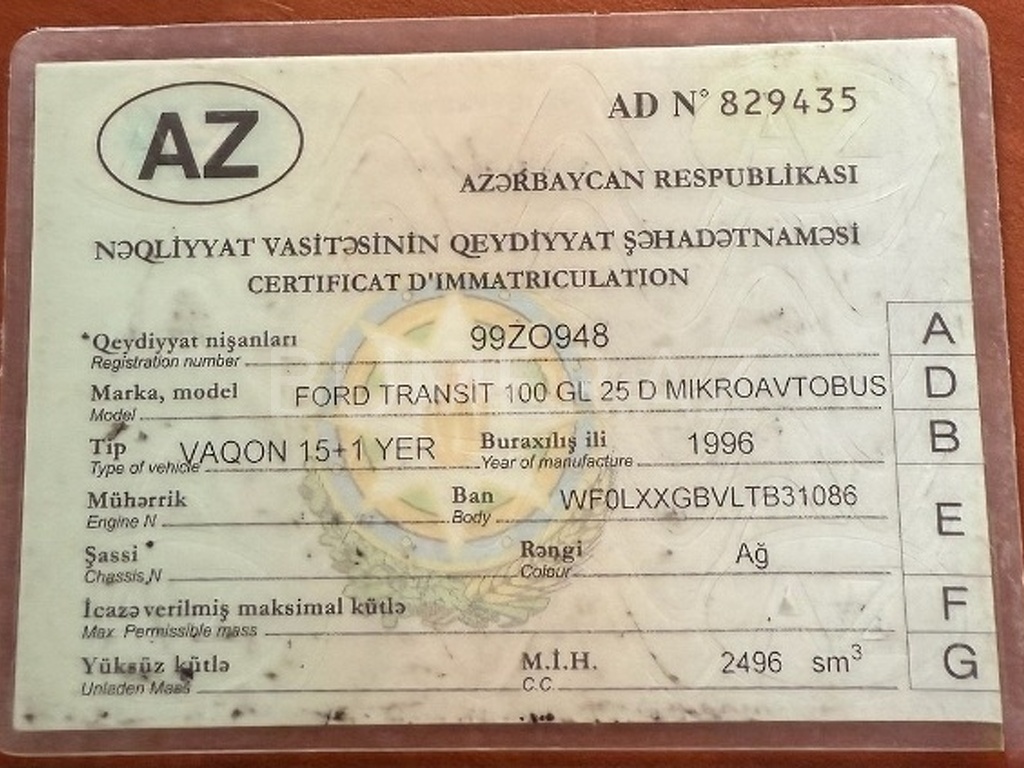 AZ
AD N° 829435
AZƏRBAYCAN RESPUBLİKASI
NƏQLİYYAT VASİTƏSİNİN QEYDİYYAT ŞƏHADƏTNAMƏSİ
CERTIFICAT D'IMMATRICULATION
*Qeydiyyat nişanları 99ZO948 A
Registration number
Marka, model FORD TRANSİT 100 GL 25 D MIKROAVTOBUS D
Model
Tip VAQON 15+1 YER Buraxılış ili 1996 B
Type of vehicle Year of manufacture
Mühərrik Ban WF0LXXGBVLTB31086 E
Engine N Body
Şassi Rəngi Ağ
Chassis N Colour
İcazə verilmiş maksimal kütlə F
Max. Permissible mass
Yüksüz kütlə M.İ.H. 2496 sm³ G
Unladen Mass C.C